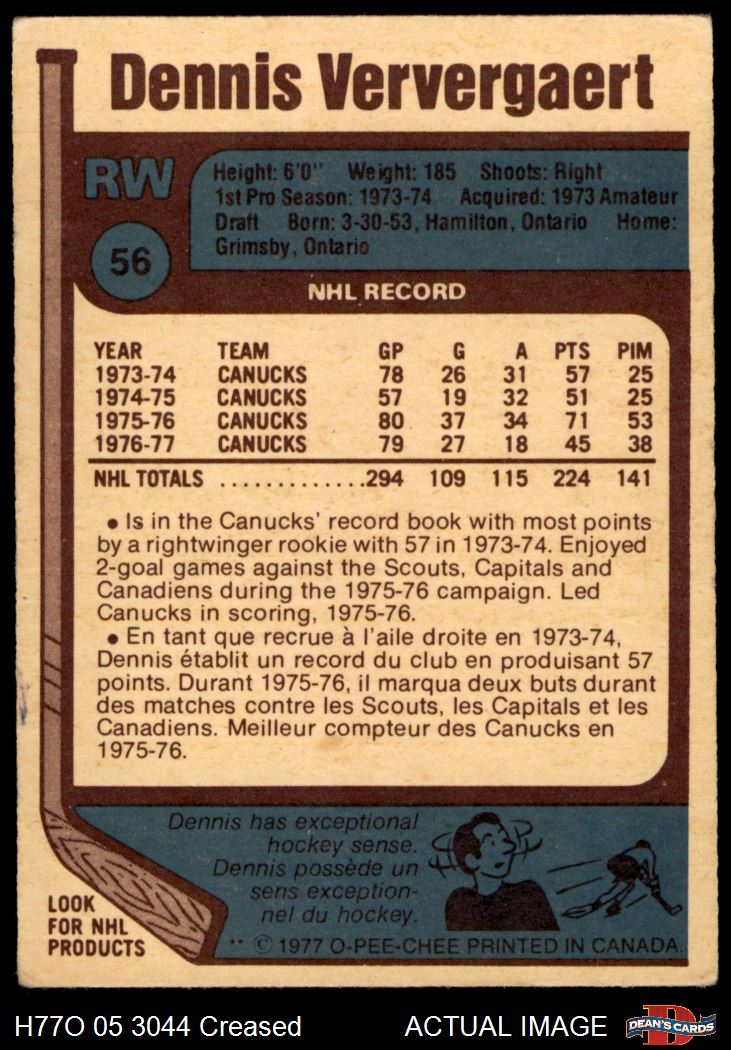 Dennis Ververgaert
RW
56
Height: 6'0" Weight: 185 Shoots: Right
1st Pro Season: 1973-74 Acquired: 1973 Amateur
Draft Born: 3-30-53, Hamilton, Ontario Home:
Grimsby, Ontario
NHL RECORD
YEAR TEAM GP G A PTS PIM
1973-74 CANUCKS 78 26 31 57 25
1974-75 CANUCKS 57 19 32 51 25
1975-76 CANUCKS 80 37 34 71 53
1976-77 CANUCKS 79 27 18 45 38
NHL TOTALS .............294 109 115 224 141
• Is in the Canucks' record book with most points
by a rightwinger rookie with 57 in 1973-74. Enjoyed
2-goal games against the Scouts, Capitals and
Canadiens during the 1975-76 campaign. Led
Canucks in scoring, 1975-76.
• En tant que recrue à l'aile droite en 1973-74,
Dennis établit un record du club en produisant 57
points. Durant 1975-76, il marqua deux buts durant
des matches contre les Scouts, les Capitals et les
Canadiens. Meilleur compteur des Canucks en
1975-76.
Dennis has exceptional
hockey sense.
Dennis possède un
sens exception-
nel du hockey.
LOOK
FOR NHL
PRODUCTS
** © 1977 O-PEE-CHEE PRINTED IN CANADA.
H77O 05 3044 Creased
ACTUAL IMAGE
D
DEAN'S CARDS